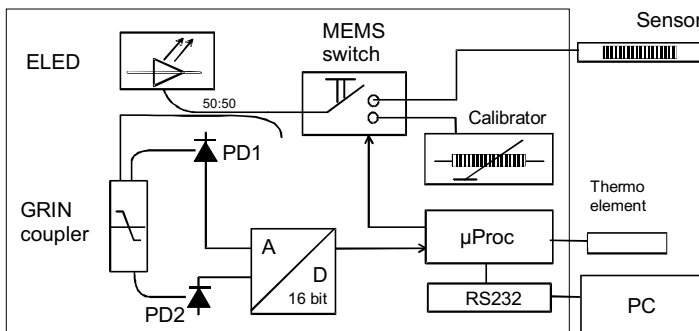 MEMS
switch
Sensor
ELED
50:50
Calibrator
PD1
GRIN
coupler
A
D
16 bit
µProc
Thermo
element
PD2
RS232
PC